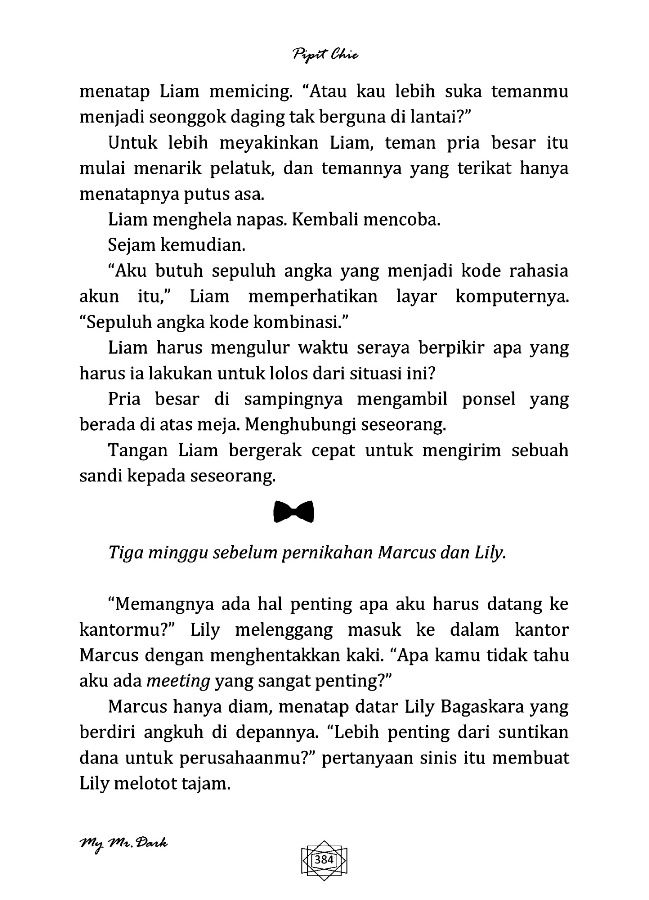 Pipit Chie
menatap Liam memicing. “Atau kau lebih suka temanmu
menjadi seonggok daging tak berguna di lantai?”
Untuk lebih meyakinkan Liam, teman pria besar itu
mulai menarik pelatuk, dan temannya yang terikat hanya
menatapnya putus asa.
Liam menghela napas. Kembali mencoba.
Sejam kemudian.
“Aku butuh sepuluh angka yang menjadi kode rahasia
akun itu,” Liam memperhatikan layar komputernya.
“Sepuluh angka kode kombinasi.”
Liam harus mengulur waktu seraya berpikir apa yang
harus ia lakukan untuk lolos dari situasi ini?
Pria besar di sampingnya mengambil ponsel yang
berada di atas meja. Menghubungi seseorang.
Tangan Liam bergerak cepat untuk mengirim sebuah
sandi kepada seseorang.
Tiga minggu sebelum pernikahan Marcus dan Lily.
“Memangnya ada hal penting apa aku harus datang ke
kantormu?” Lily melenggang masuk ke dalam kantor
Marcus dengan menghentakkan kaki. “Apa kamu tidak tahu
aku ada meeting yang sangat penting?”
Marcus hanya diam, menatap datar Lily Bagaskara yang
berdiri angkuh di depannya. “Lebih penting dari suntikan
dana untuk perusahaanmu?” pertanyaan sinis itu membuat
Lily melotot tajam.
My Mr. Dark
384